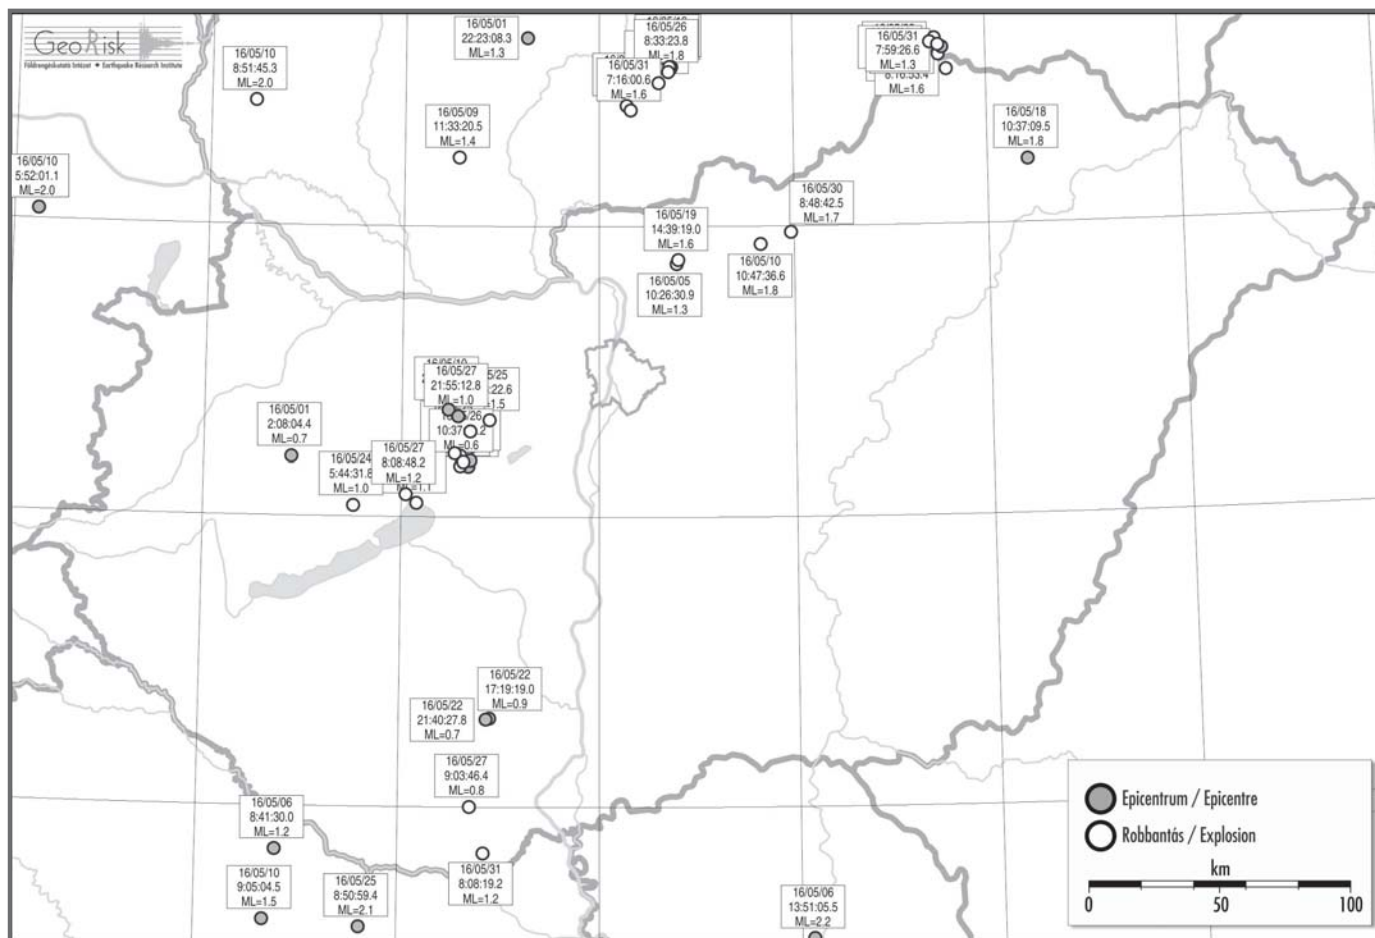 GeoRisk
Földrengéskutató Intézet • Earthquake Research Institute
16/05/10
8:51:45.3
ML=2.0
16/05/01
22:23:08.3
ML=1.3
16/05/26
8:33:23.8
ML=1.8
16/05/31
7:16:00.6
ML=1.6
16/05/31
7:59:26.6
ML=1.3
8:16:33.4
ML=1.6
16/05/09
11:33:20.5
ML=1.4
16/05/18
10:37:09.5
ML=1.8
16/05/10
5:52:01.1
ML=2.0
16/05/30
8:48:42.5
ML=1.7
16/05/19
14:39:19.0
ML=1.6
16/05/10
10:47:36.6
ML=1.8
16/05/05
10:26:30.9
ML=1.3
16/05/27
21:55:12.8
ML=1.0
16/05/01
2:08:04.4
ML=0.7
ML=0.6
16/05/27
8:08:48.2
ML=1.2
16/05/24
5:44:31.8
ML=1.0
16/05/22
17:19:19.0
ML=0.9
16/05/22
21:40:27.8
ML=0.7
16/05/27
9:03:46.4
ML=0.8
16/05/06
8:41:30.0
ML=1.2
16/05/31
8:08:19.2
ML=1.2
16/05/10
9:05:04.5
ML=1.5
16/05/25
8:50:59.4
ML=2.1
16/05/06
13:51:05.5
ML=2.2
Epicentrum / Epicentre
Robbantás / Explosion
km
0 50 100